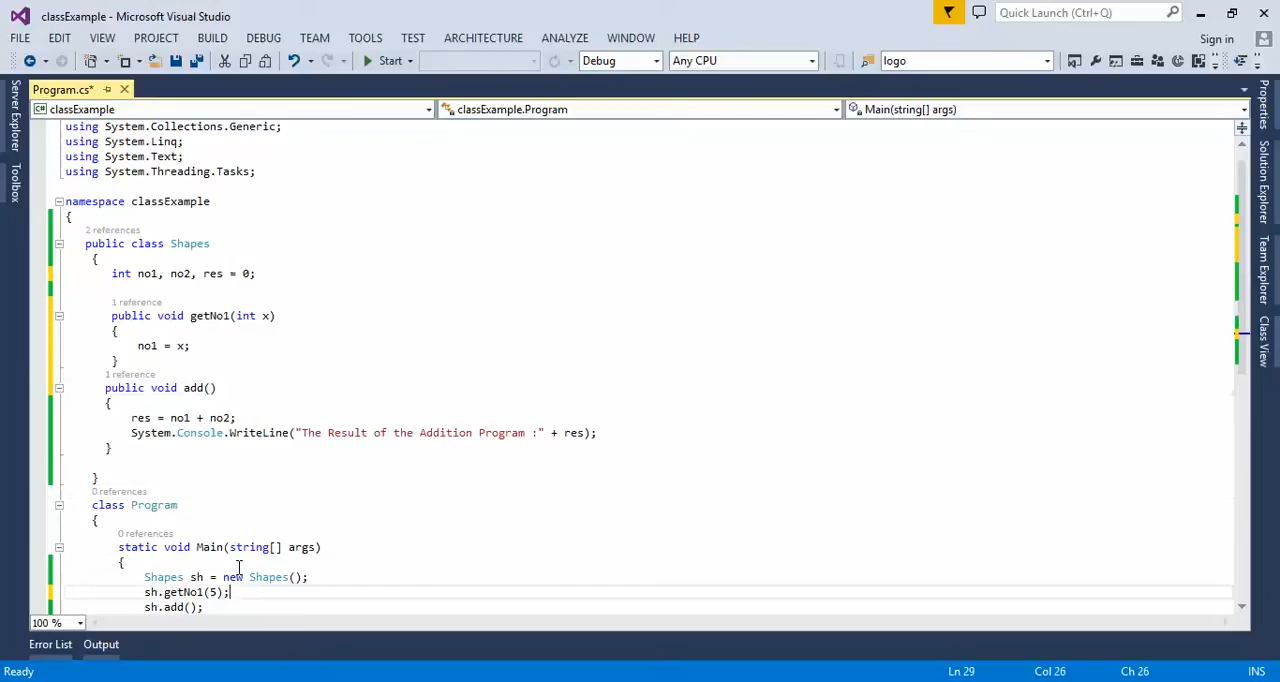 classExample - Microsoft Visual Studio
Quick Launch (Ctrl+Q)
FILE EDIT VIEW PROJECT BUILD DEBUG TEAM TOOLS TEST ARCHITECTURE ANALYZE WINDOW HELP
Sign in
Start Debug Any CPU logo
Program.cs*
classExample classExample.Program Main(string[] args)
Server Explorer
Toolbox
Properties
Solution Explorer
Team Explorer
Class View
using System.Collections.Generic;
using System.Linq;
using System.Text;
using System.Threading.Tasks;
namespace classExample
{
2 references
public class Shapes
{
int no1, no2, res = 0;
1 reference
public void getNo1(int x)
{
no1 = x;
}
1 reference
public void add()
{
res = no1 + no2;
System.Console.WriteLine("The Result of the Addition Program :" + res);
}
}
0 references
class Program
{
0 references
static void Main(string[] args)
{
Shapes sh = new Shapes();
sh.getNo1(5);
sh.add();
100 %
Error List Output
Ready Ln 29 Col 26 Ch 26 INS